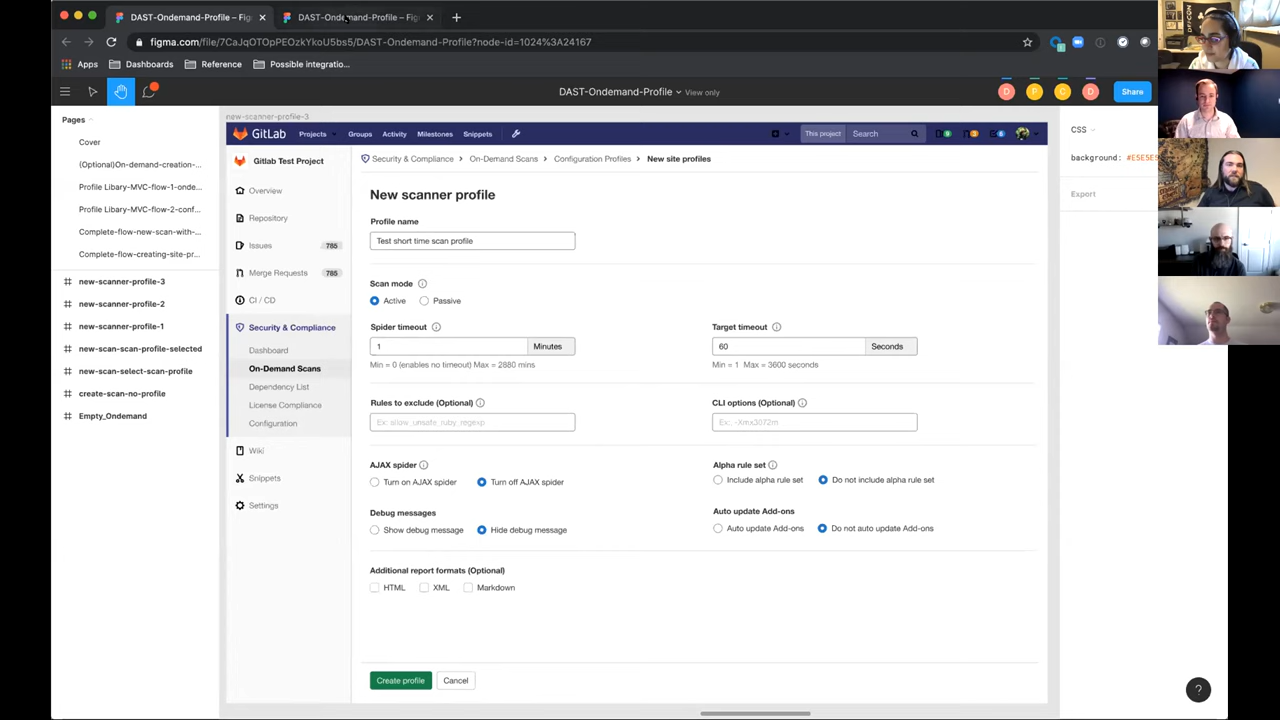 DAST-Ondemand-Profile – Fig
DAST-Ondemand-Profile – Fig
figma.com/file/7CaJqOTOpPEOzkYkoU5bs5/DAST-Ondemand-Profile?node-id=1024%3A24167
Apps
Dashboards
Reference
Possible integratio...
DAST-Ondemand-Profile
View only
D
P
C
D
Share
Pages
Cover
(Optional)On-demand-creation-...
Profile Libary-MVC-flow-1-onde...
Profile Libary-MVC-flow-2-conf...
Complete-flow-new-scan-with-...
Complete-flow-creating-site-pr...
new-scanner-profile-3
new-scanner-profile-2
new-scanner-profile-1
new-scan-scan-profile-selected
new-scan-select-scan-profile
create-scan-no-profile
Empty_Ondemand
new-scanner-profile-3
GitLab
Projects
Groups
Activity
Milestones
Snippets
This project
Search
Gitlab Test Project
Overview
Repository
Issues 785
Merge Requests 785
CI / CD
Security & Compliance
Dashboard
On-Demand Scans
Dependency List
License Compliance
Configuration
Wiki
Snippets
Settings
Security & Compliance > On-Demand Scans > Configuration Profiles > New site profiles
New scanner profile
Profile name
Test short time scan profile
Scan mode
Active
Passive
Spider timeout
Target timeout
1 Minutes
60 Seconds
Min = 0 (enables no timeout) Max = 2880 mins
Min = 1 Max = 3600 seconds
Rules to exclude (Optional)
CLI options (Optional)
Ex: allow_unsafe_ruby_regexp
Ex: -Xmx3072m
AJAX spider
Alpha rule set
Turn on AJAX spider
Turn off AJAX spider
Include alpha rule set
Do not include alpha rule set
Debug messages
Auto update Add-ons
Show debug message
Hide debug message
Auto update Add-ons
Do not auto update Add-ons
Additional report formats (Optional)
HTML
XML
Markdown
Create profile
Cancel
CSS
background: #E5E5E5
Export
?